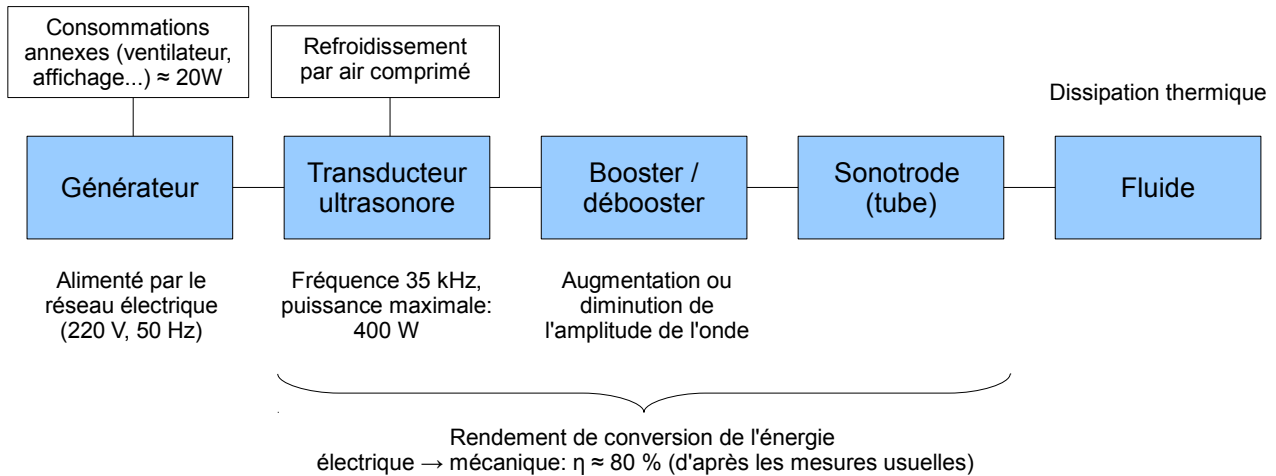 Consommations
annexes (ventilateur,
affichage...) ≈ 20W
Refroidissement
par air comprimé
Dissipation thermique
Générateur
Transducteur
ultrasonore
Booster /
débooster
Sonotrode
(tube)
Fluide
Alimenté par le
réseau électrique
(220 V, 50 Hz)
Fréquence 35 kHz,
puissance maximale:
400 W
Augmentation ou
diminution de
l'amplitude de l'onde
Rendement de conversion de l'énergie
électrique → mécanique: η ≈ 80 % (d'après les mesures usuelles)